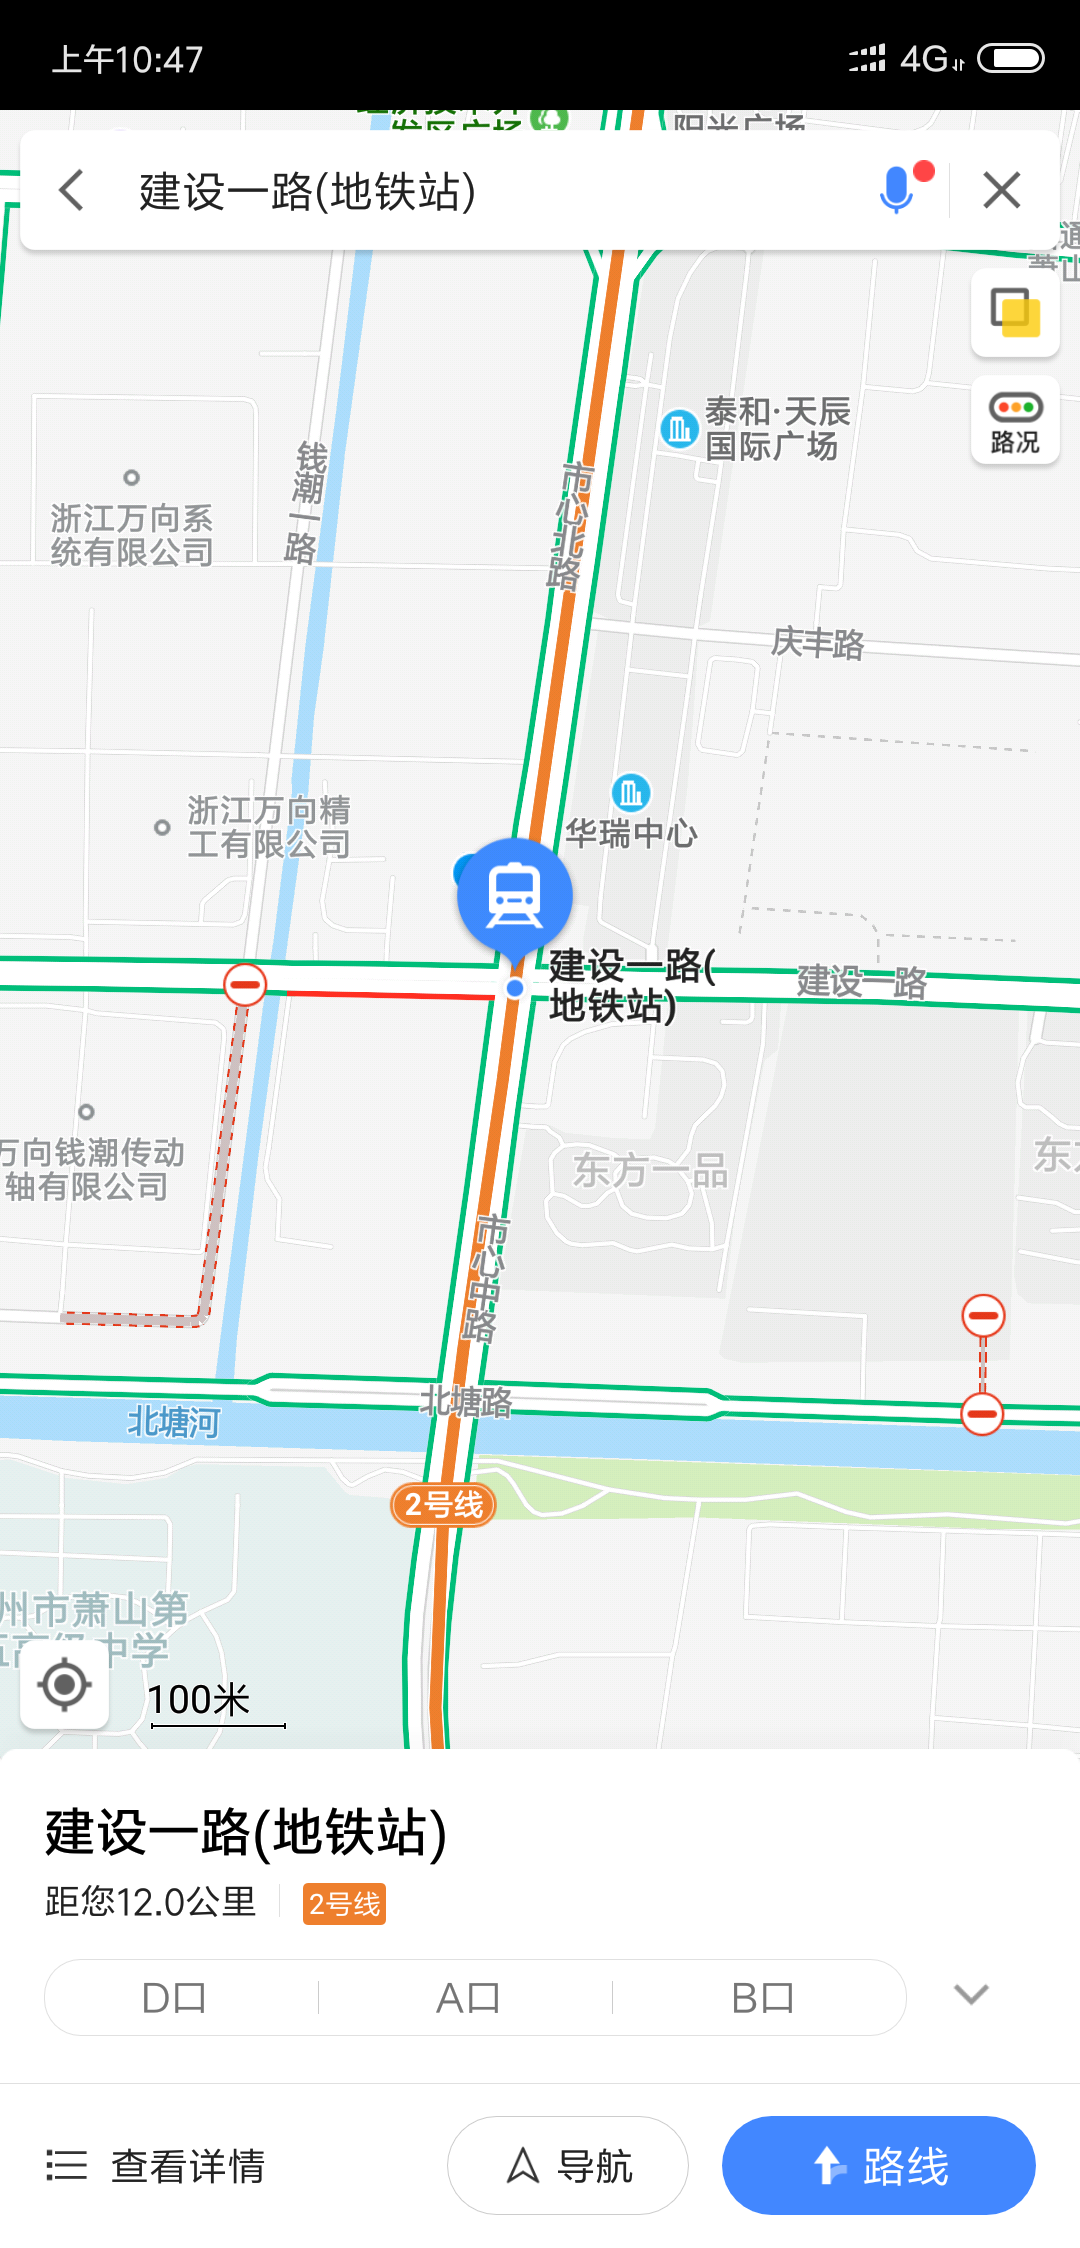 上午10:47
4G
阳光广场
建设一路(地铁站)
路况
泰和·天辰
国际广场
钱潮一路
市心北路
浙江万向系
统有限公司
庆丰路
浙江万向精
工有限公司
华瑞中心
建设一路(
地铁站)
建设一路
万向钱潮传动
轴有限公司
东方一品
东
市心中路
北塘路
北塘河
2号线
州市萧山第
中学
100米
建设一路(地铁站)
距您12.0公里
2号线
D口
A口
B口
查看详情
导航
路线